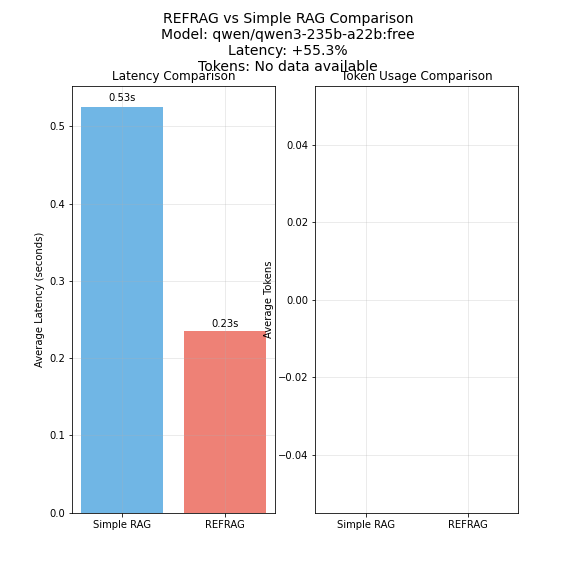 REFRAG vs Simple RAG Comparison
Model: qwen/qwen3-235b-a22b:free
Latency: +55.3%
Tokens: No data available
Latency Comparison
0.53s
0.23s
0.5
0.4
0.3
0.2
0.1
0.0
Average Latency (seconds)
Simple RAG
REFRAG
Token Usage Comparison
0.04
0.02
0.00
−0.02
−0.04
Average Tokens
Simple RAG
REFRAG